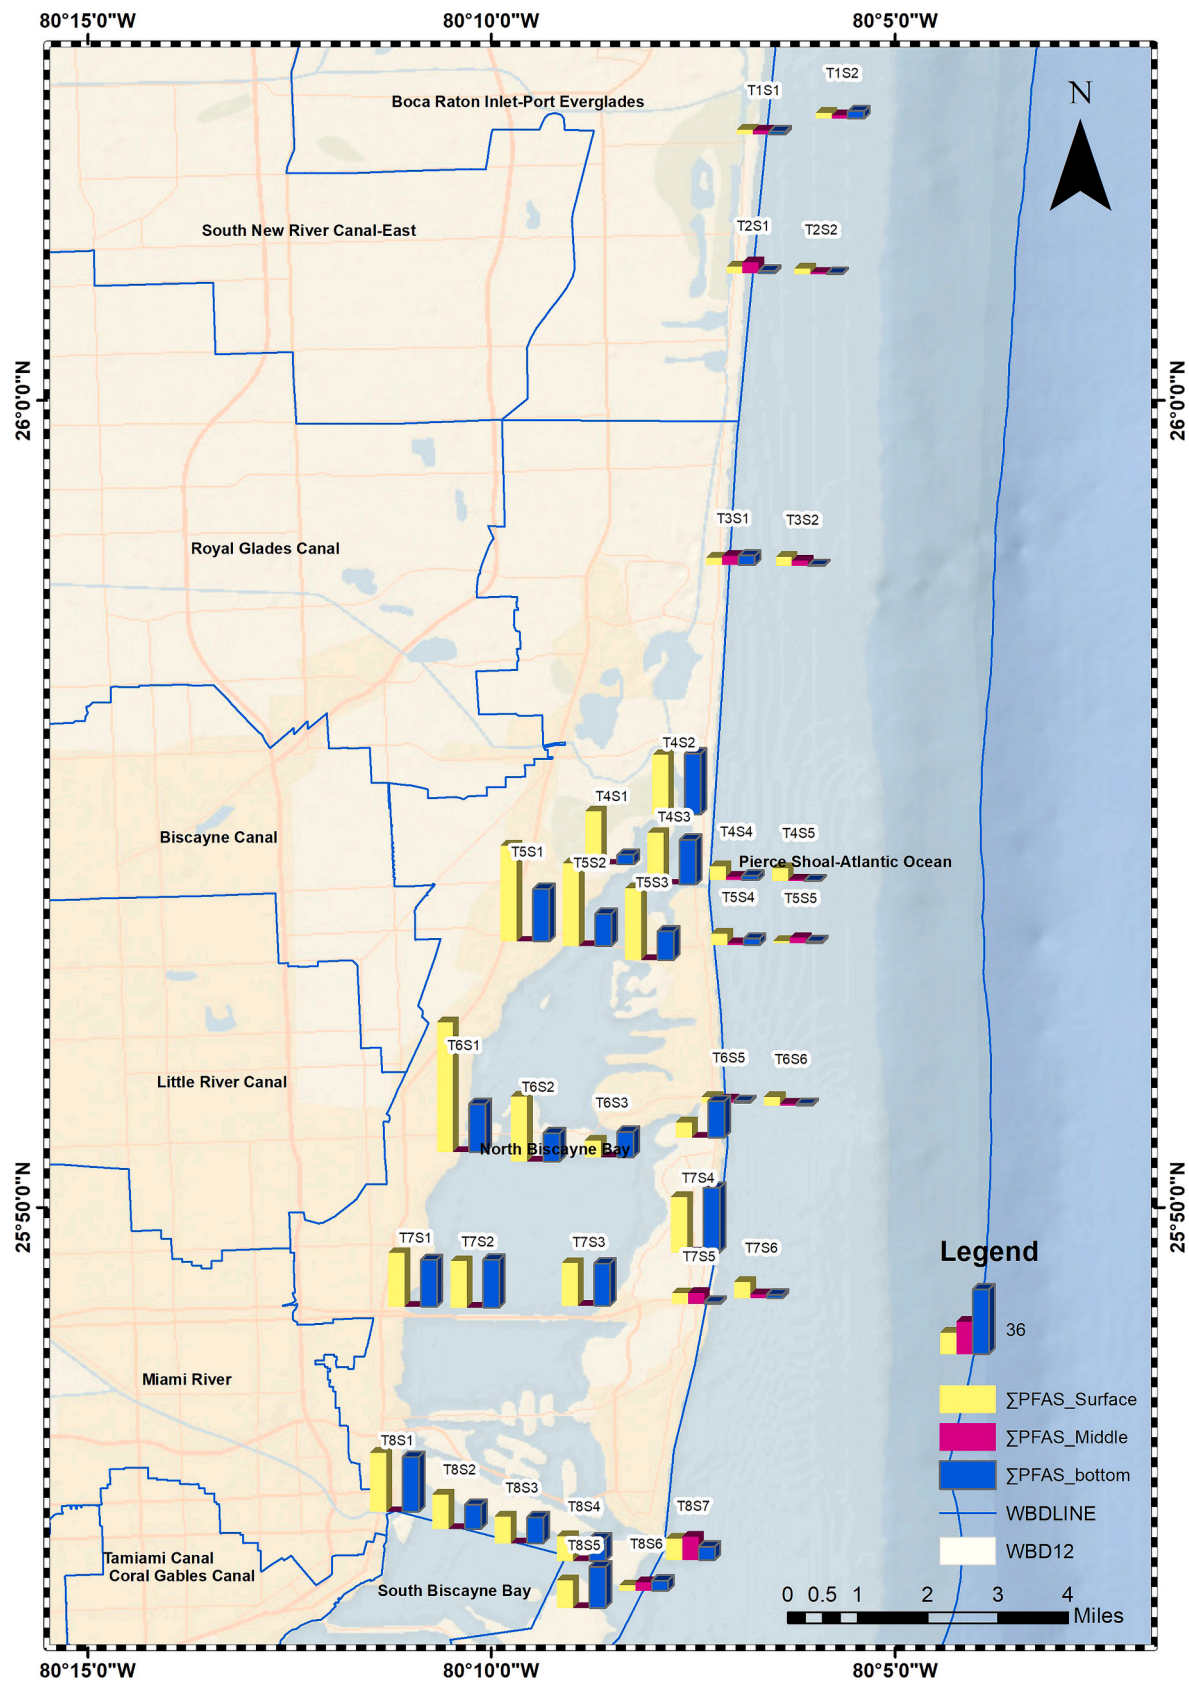 80°15'0"W 80°10'0"W 80°5'0"W
T1S2
T1S1
N
Boca Raton Inlet-Port Everglades
South New River Canal-East
T2S1 T2S2
26°0'0"N 26°0'0"N
T3S1 T3S2
Royal Glades Canal
T4S2
T4S1
T4S3
T4S4 T4S5
Biscayne Canal
Pierce Shoal-Atlantic Ocean
T5S1
T5S2
T5S3
T5S4 T5S5
T6S1
T6S5 T6S6
Little River Canal
T6S2
T6S3
North Biscayne Bay
25°50'0"N 25°50'0"N
T7S4
T7S1 T7S2 T7S3
T7S5 T7S6
Legend
36
∑PFAS_Surface
∑PFAS_Middle
∑PFAS_bottom
WBDLINE
WBD12
Miami River
T8S1
T8S2
T8S3
T8S4 T8S7
T8S5 T8S6
Tamiami Canal
Coral Gables Canal
South Biscayne Bay
0 0.5 1 2 3 4
Miles
80°15'0"W 80°10'0"W 80°5'0"W